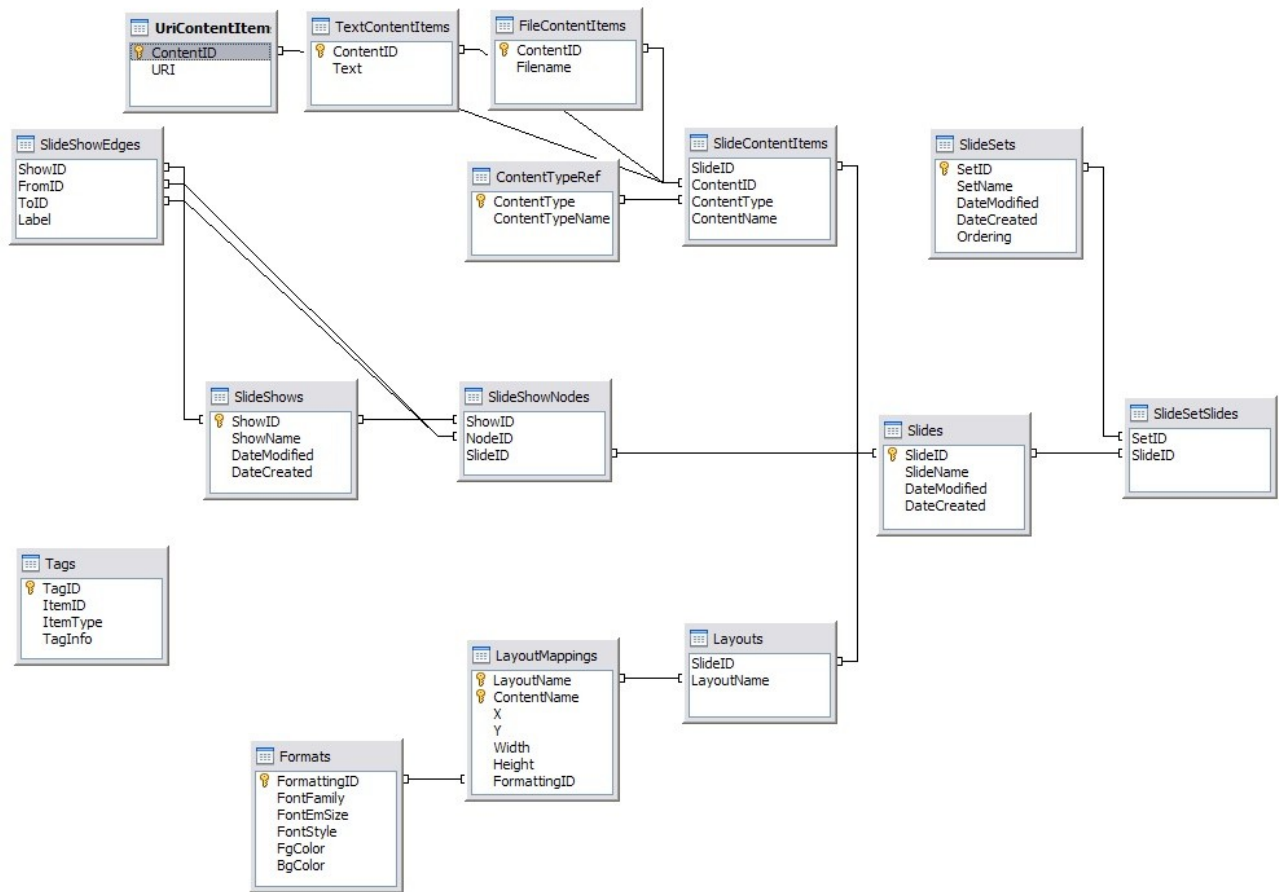 UriContentItem
ContentID
URI
TextContentItems
ContentID
Text
FileContentItems
ContentID
Filename
SlideShowEdges
ShowID
FromID
ToID
Label
ContentTypeRef
ContentType
ContentTypeName
SlideContentItems
SlideID
ContentID
ContentType
ContentName
SlideSets
SetID
SetName
DateModified
DateCreated
Ordering
SlideShows
ShowID
ShowName
DateModified
DateCreated
SlideShowNodes
ShowID
NodeID
SlideID
Slides
SlideID
SlideName
DateModified
DateCreated
SlideSetSlides
SetID
SlideID
Tags
TagID
ItemID
ItemType
TagInfo
LayoutMappings
LayoutName
ContentName
X
Y
Width
Height
FormattingID
Layouts
SlideID
LayoutName
Formats
FormattingID
FontFamily
FontEmSize
FontStyle
FgColor
BgColor